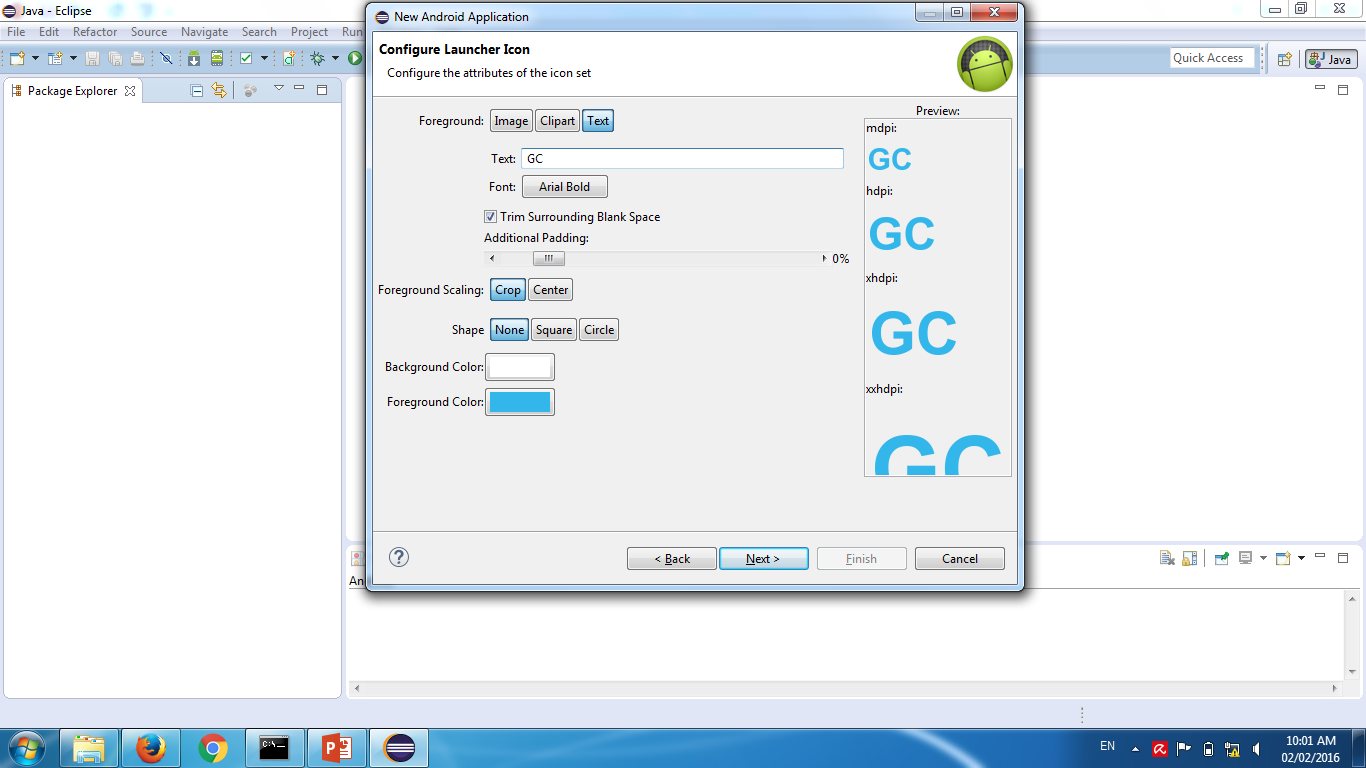 Java - Eclipse
File Edit Refactor Source Navigate Search Project Run
Quick Access
Java
Package Explorer
New Android Application
Configure Launcher Icon
Configure the attributes of the icon set
Foreground: Image Clipart Text
Text: GC
Font: Arial Bold
Trim Surrounding Blank Space
Additional Padding:
0%
Foreground Scaling: Crop Center
Shape None Square Circle
Background Color:
Foreground Color:
Preview:
mdpi:
GC
hdpi:
GC
xhdpi:
GC
xxhdpi:
GC
< Back Next > Finish Cancel
An
EN
10:01 AM
02/02/2016